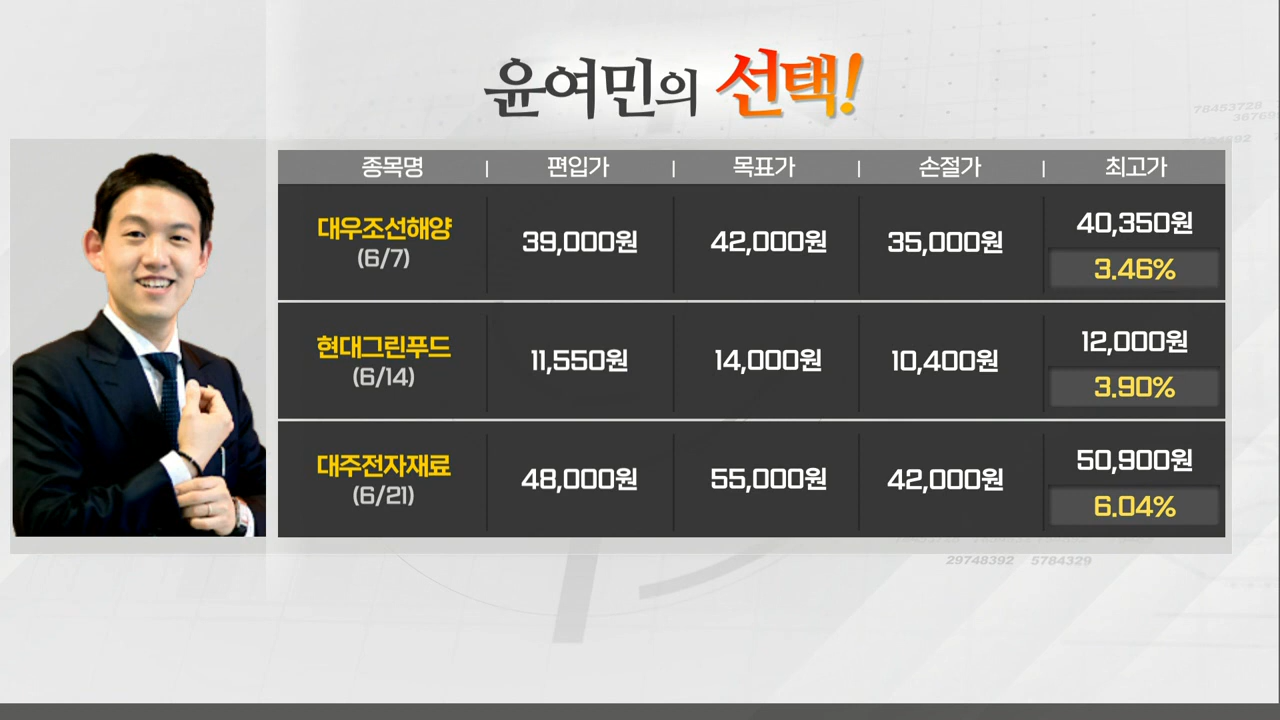 윤여민의 선택!
78453728
종목명 | 편입가 | 목표가 | 손절가 | 최고가
대우조선해양
(6/7)
39,000원
42,000원
35,000원
40,350원
3.46%
현대그린푸드
(6/14)
11,550원
14,000원
10,400원
12,000원
3.90%
대주전자재료
(6/21)
48,000원
55,000원
42,000원
50,900원
6.04%
29748392 5784329